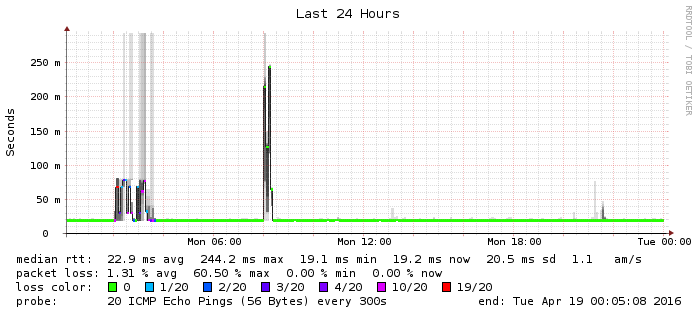 Last 24 Hours
RRDTOOL / TOBI OETIKER
Seconds
250 m
200 m
150 m
100 m
50 m
0
Mon 06:00 Mon 12:00 Mon 18:00 Tue 00:00
median rtt: 22.9 ms avg 244.2 ms max 19.1 ms min 19.2 ms now 20.5 ms sd 1.1 am/s
packet loss: 1.31 % avg 60.50 % max 0.00 % min 0.00 % now
loss color: 0 1/20 2/20 3/20 4/20 10/20 19/20
probe: 20 ICMP Echo Pings (56 Bytes) every 300s end: Tue Apr 19 00:05:08 2016